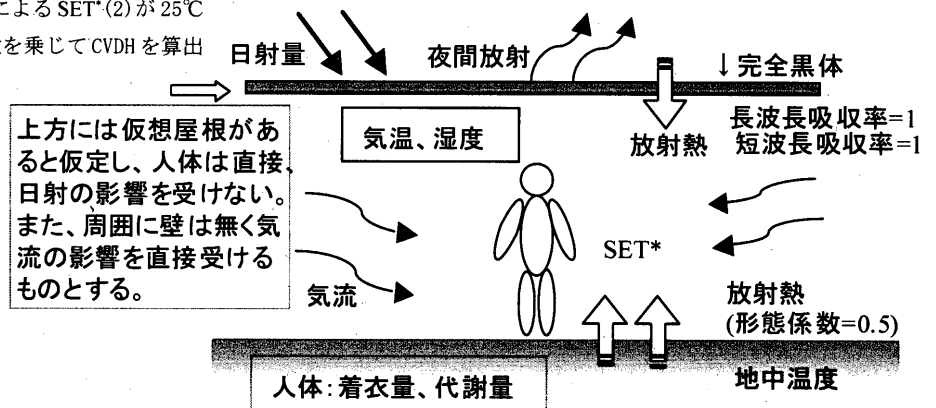 によるSET*(2)が25℃
を乗じてCVDHを算出
日射量
夜間放射
↓完全黒体
長波長吸収率=1
短波長吸収率=1
放射熱
気温、湿度
上方には仮想屋根があ
ると仮定し、人体は直接、
日射の影響を受けない。
また、周囲に壁は無く気
流の影響を直接受ける
ものとする。
SET*
気流
放射熱
(形態係数=0.5)
地中温度
人体：着衣量、代謝量